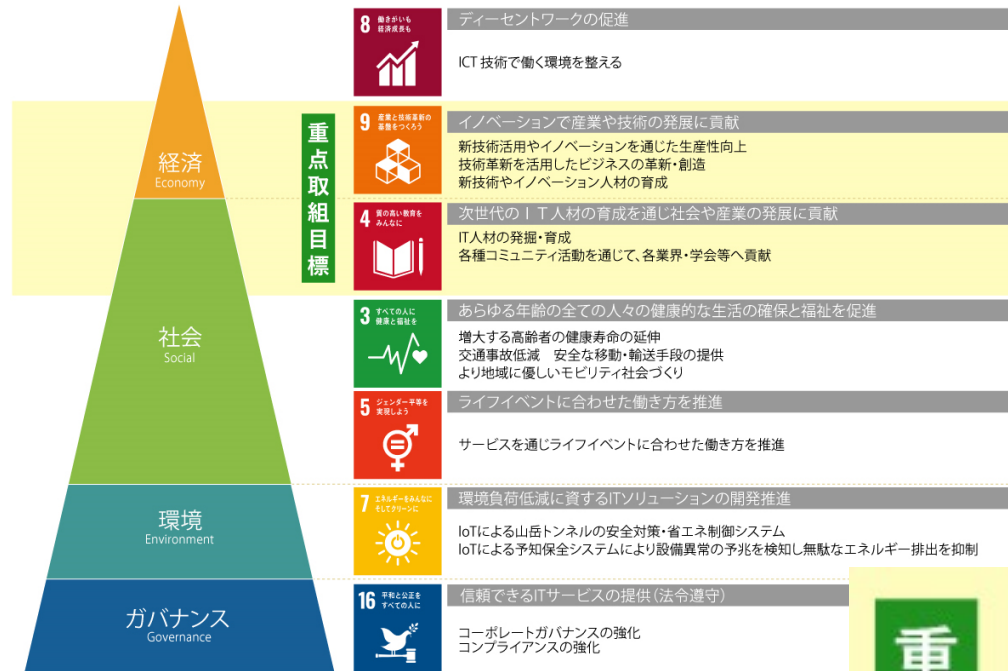 8 働きがいも
経済成長も
ディーセントワークの促進
ICT 技術で働く環境を整える
経済
Economy
重点取組目標
9 産業と技術革新の
基盤をつくろう
イノベーションで産業や技術の発展に貢献
新技術活用やイノベーションを通じた生産性向上
技術革新を活用したビジネスの革新・創造
新技術やイノベーション人材の育成
4 質の高い教育を
みんなに
次世代のIT人材の育成を通じ社会や産業の発展に貢献
IT人材の発掘・育成
各種コミュニティ活動を通じて、各業界・学会等へ貢献
社会
Social
3 すべての人に
健康と福祉を
あらゆる年齢の全ての人々の健康的な生活の確保と福祉を促進
増大する高齢者の健康寿命の延伸
交通事故低減 安全な移動・輸送手段の提供
より地域に優しいモビリティ社会づくり
5 ジェンダー平等を
実現しよう
ライフイベントに合わせた働き方を推進
サービスを通じライフイベントに合わせた働き方を推進
環境
Environment
7 エネルギーをみんなに
そしてクリーンに
環境負荷低減に資するITソリューションの開発推進
IoTによる山岳トンネルの安全対策・省エネ制御システム
IoTによる予知保全システムにより設備異常の予兆を検知し無駄なエネルギー排出を抑制
ガバナンス
Governance
16 平和と公正を
すべての人に
信頼できるITサービスの提供(法令遵守)
コーポレートガバナンスの強化
コンプライアンスの強化
重